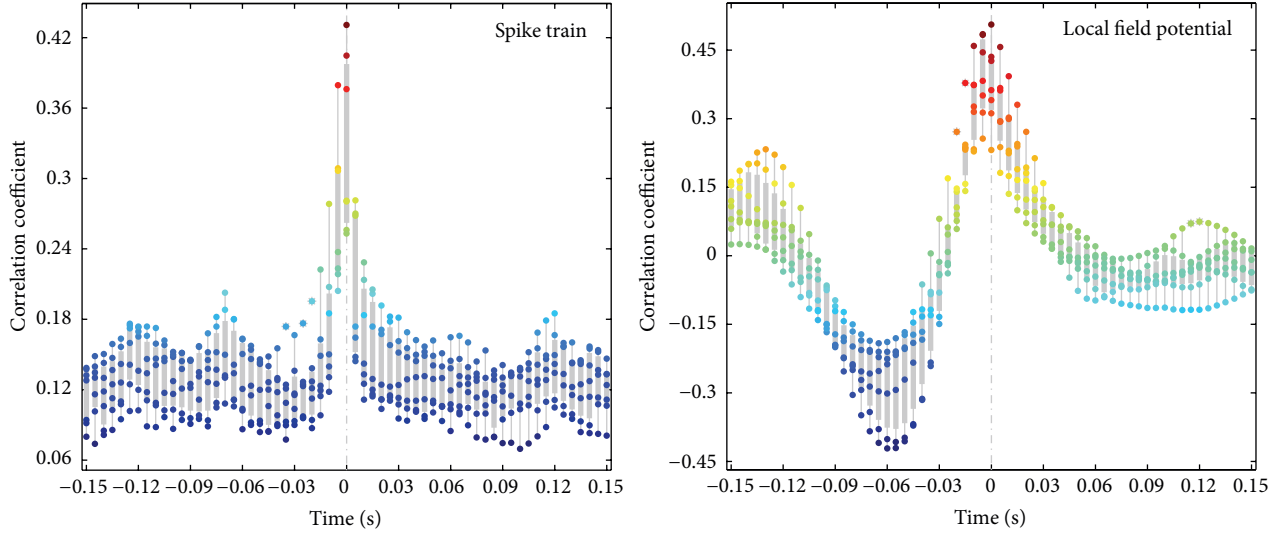 Spike train
Correlation coefficient
0.42
0.36
0.3
0.24
0.18
0.12
0.06
−0.15 −0.12 −0.09 −0.06 −0.03 0 0.03 0.06 0.09 0.12 0.15
Time (s)
Local field potential
Correlation coefficient
0.45
0.3
0.15
0
−0.15
−0.3
−0.45
−0.15 −0.12 −0.09 −0.06 −0.03 0 0.03 0.06 0.09 0.12 0.15
Time (s)